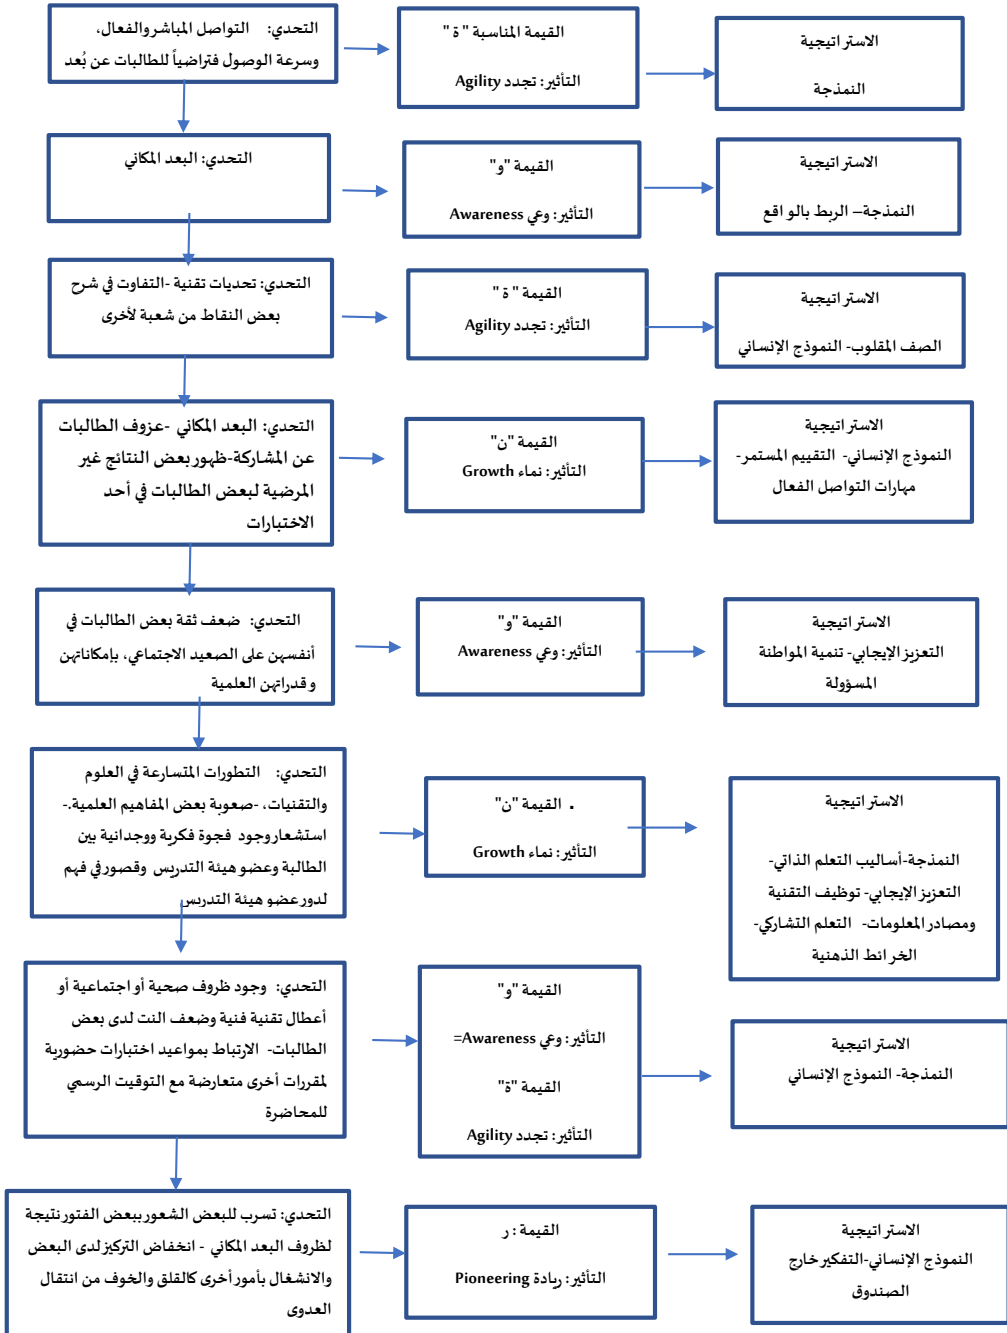 التحدي: التواصل المباشر والفعال،
وسرعة الوصول فتراضياً للطالبات عن بُعد
القيمة المناسبة " ة "
التأثير: تجدد Agility
الاستراتيجية
النمذجة
التحدي: البعد المكاني
القيمة "و"
التأثير: وعي Awareness
الاستراتيجية
النمذجة– الربط بالواقع
التحدي: تحديات تقنية -التفاوت في شرح
بعض النقاط من شعبة لأخرى
القيمة " ة "
التأثير: تجدد Agility
الاستراتيجية
الصف المقلوب- النموذج الإنساني
التحدي: البعد المكاني -عزوف الطالبات
عن المشاركة-ظهور بعض النتائج غير
المرضية لبعض الطالبات في أحد
الاختبارات
القيمة "ن"
التأثير: نماء Growth
الاستراتيجية
النموذج الإنساني- التقييم المستمر-
مهارات التواصل الفعال
التحدي: ضعف ثقة بعض الطالبات في
أنفسهن على الصعيد الاجتماعي، بإمكاناتهن
وقدراتهن العلمية
القيمة "و"
التأثير: وعي Awareness
الاستراتيجية
التعزيز الإيجابي- تنمية المواطنة
المسؤولة
التحدي: التطورات المتسارعة في العلوم
والتقنيات، -صعوبة بعض المفاهيم العلمية.-
استشعار وجود فجوة فكرية ووجدانية بين
الطالبة وعضو هيئة التدريس وقصور في فهم
لدور عضو هيئة التدريس
. القيمة "ن"
التأثير: نماء Growth
الاستراتيجية
النمذجة-أساليب التعلم الذاتي-
التعزيز الإيجابي- توظيف التقنية
ومصادر المعلومات- التعلم التشاركي-
الخرائط الذهنية
التحدي: وجود ظروف صحية أو اجتماعية أو
أعطال تقنية فنية وضعف النت لدى بعض
الطالبات- الارتباط بمواعيد اختبارات حضورية
لمقررات أخرى متعارضة مع التوقيت الرسمي
للمحاضرة
القيمة "و"
التأثير: وعي Awareness=
القيمة "ة"
التأثير: تجدد Agility
الاستراتيجية
النمذجة- النموذج الإنساني
التحدي: تسرب للبعض الشعور ببعض الفتور نتيجة
لظروف البعد المكاني - انخفاض التركيز لدى البعض
والانشغال بأمور أخرى كالقلق والخوف من انتقال
العدوى
القيمة : ر
التأثير: ريادة Pioneering
الاستراتيجية
النموذج الإنساني-التفكير خارج
الصندوق